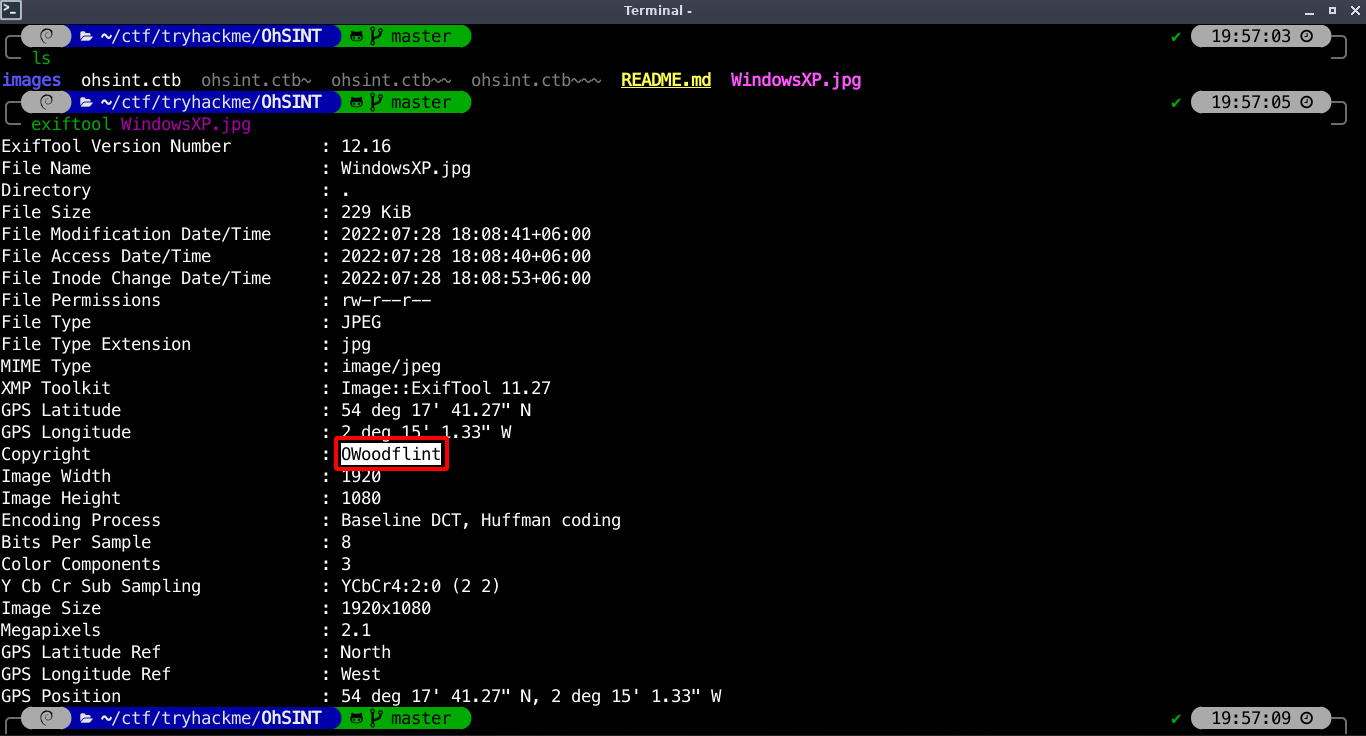 Terminal -
~/ctf/tryhackme/OhSINT master ✔ 19:57:03
ls
images ohsint.ctb ohsint.ctb~ ohsint.ctb~~ ohsint.ctb~~~ README.md WindowsXP.jpg
~/ctf/tryhackme/OhSINT master ✔ 19:57:05
exiftool WindowsXP.jpg
ExifTool Version Number : 12.16
File Name : WindowsXP.jpg
Directory : .
File Size : 229 KiB
File Modification Date/Time : 2022:07:28 18:08:41+06:00
File Access Date/Time : 2022:07:28 18:08:40+06:00
File Inode Change Date/Time : 2022:07:28 18:08:53+06:00
File Permissions : rw-r--r--
File Type : JPEG
File Type Extension : jpg
MIME Type : image/jpeg
XMP Toolkit : Image::ExifTool 11.27
GPS Latitude : 54 deg 17' 41.27" N
GPS Longitude : 2 deg 15' 1.33" W
Copyright : OWoodflint
Image Width : 1920
Image Height : 1080
Encoding Process : Baseline DCT, Huffman coding
Bits Per Sample : 8
Color Components : 3
Y Cb Cr Sub Sampling : YCbCr4:2:0 (2 2)
Image Size : 1920x1080
Megapixels : 2.1
GPS Latitude Ref : North
GPS Longitude Ref : West
GPS Position : 54 deg 17' 41.27" N, 2 deg 15' 1.33" W
~/ctf/tryhackme/OhSINT master ✔ 19:57:09